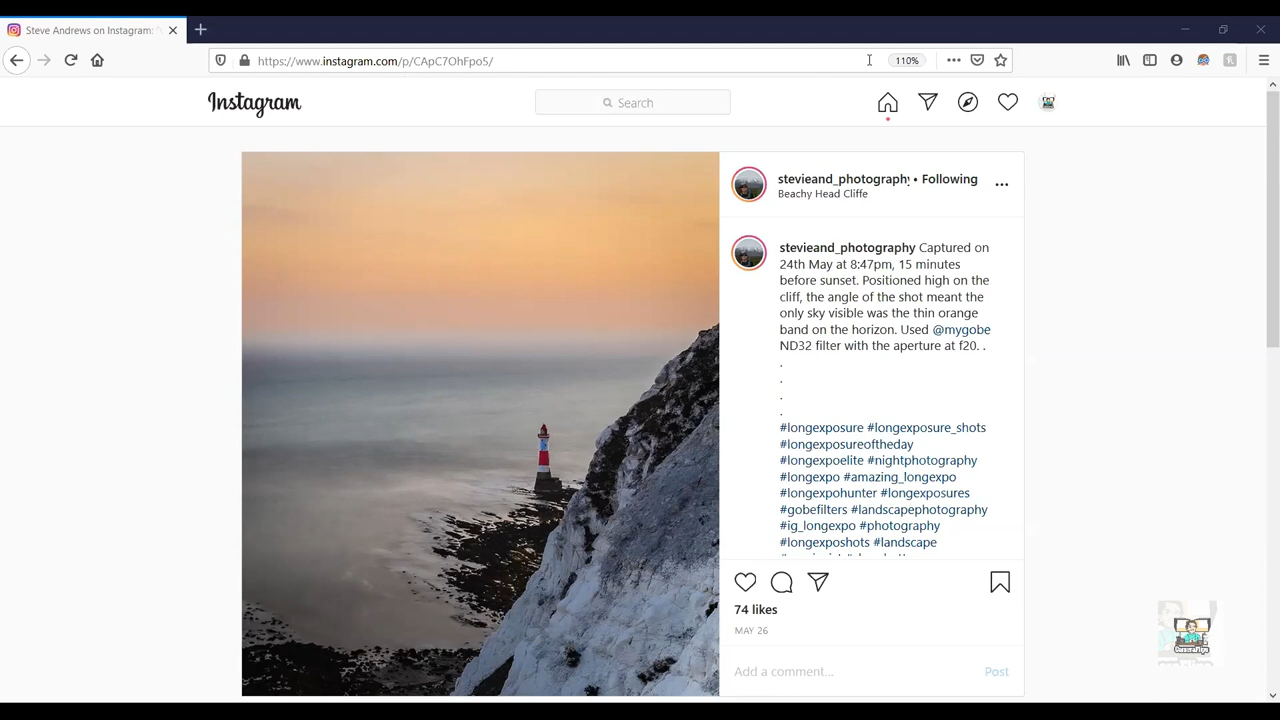 Steve Andrews on Instagram:
https://www.instagram.com/p/CApC7OhFpo5/
110%
Instagram
Search
stevieand_photography • Following
Beachy Head Cliffe
stevieand_photography Captured on
24th May at 8:47pm, 15 minutes
before sunset. Positioned high on the
cliff, the angle of the shot meant the
only sky visible was the thin orange
band on the horizon. Used @mygobe
ND32 filter with the aperture at f20. .
.
.
.
.
#longexposure #longexposure_shots
#longexposureoftheday
#longexpoelite #nightphotography
#longexpo #amazing_longexpo
#longexpohunter #longexposures
#gobefilters #landscapephotography
#ig_longexpo #photography
#longexposhots #landscape
74 likes
MAY 26
Add a comment...
Post